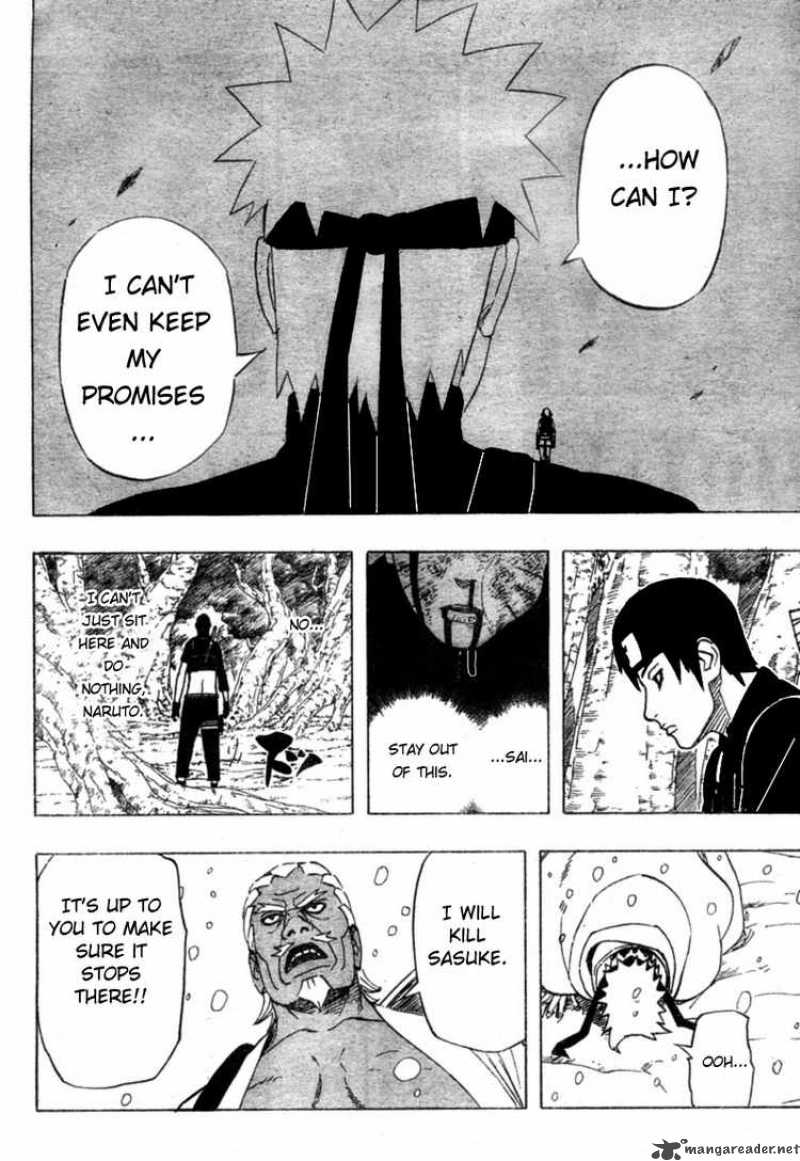 ...HOW
CAN I?
I CAN'T
EVEN KEEP
MY
PROMISES
...
...SAI...
STAY OUT
OF THIS.
NO...
I CAN'T
JUST SIT
HERE AND
DO
NOTHING,
NARUTO.
OOH...
I WILL
KILL
SASUKE.
IT'S UP TO
YOU TO MAKE
SURE IT
STOPS
THERE!!
mangareader.net